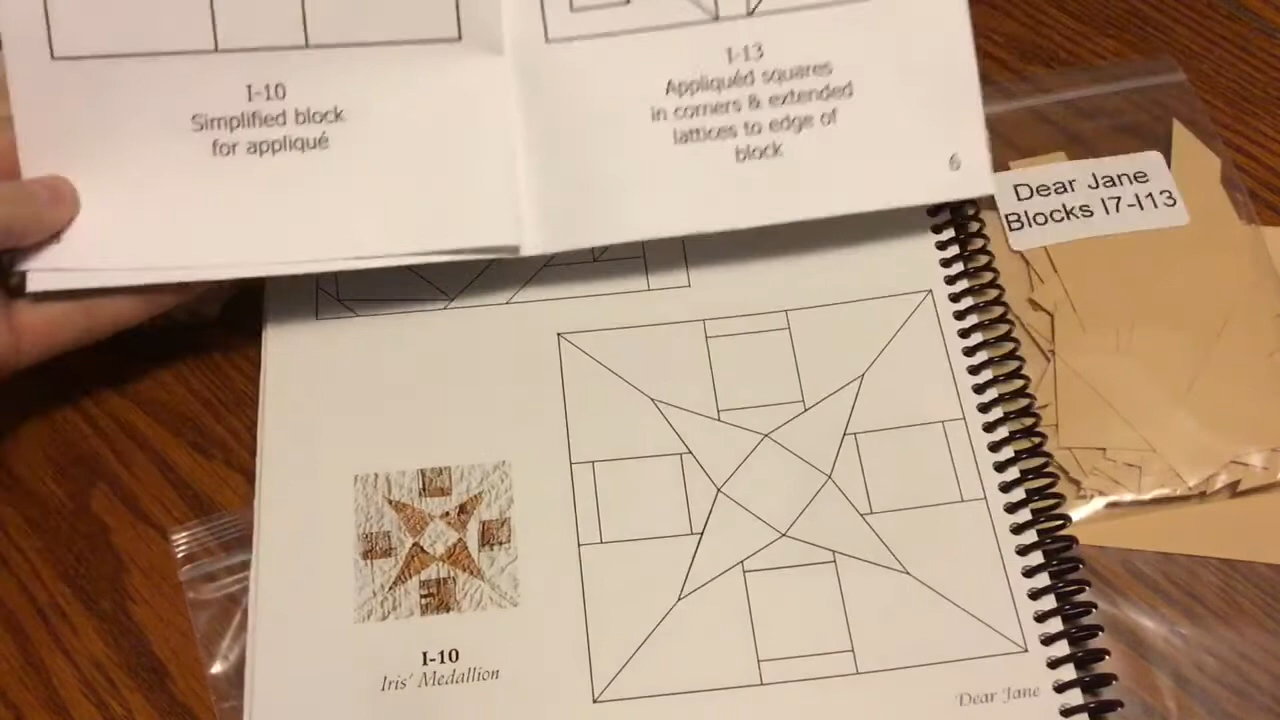 I-10
Simplified block
for appliqué
I-13
Appliquéd squares
in corners & extended
lattices to edge of
block
6
Dear Jane
Blocks I7-I13
I-10
Iris' Medallion
Dear Jane